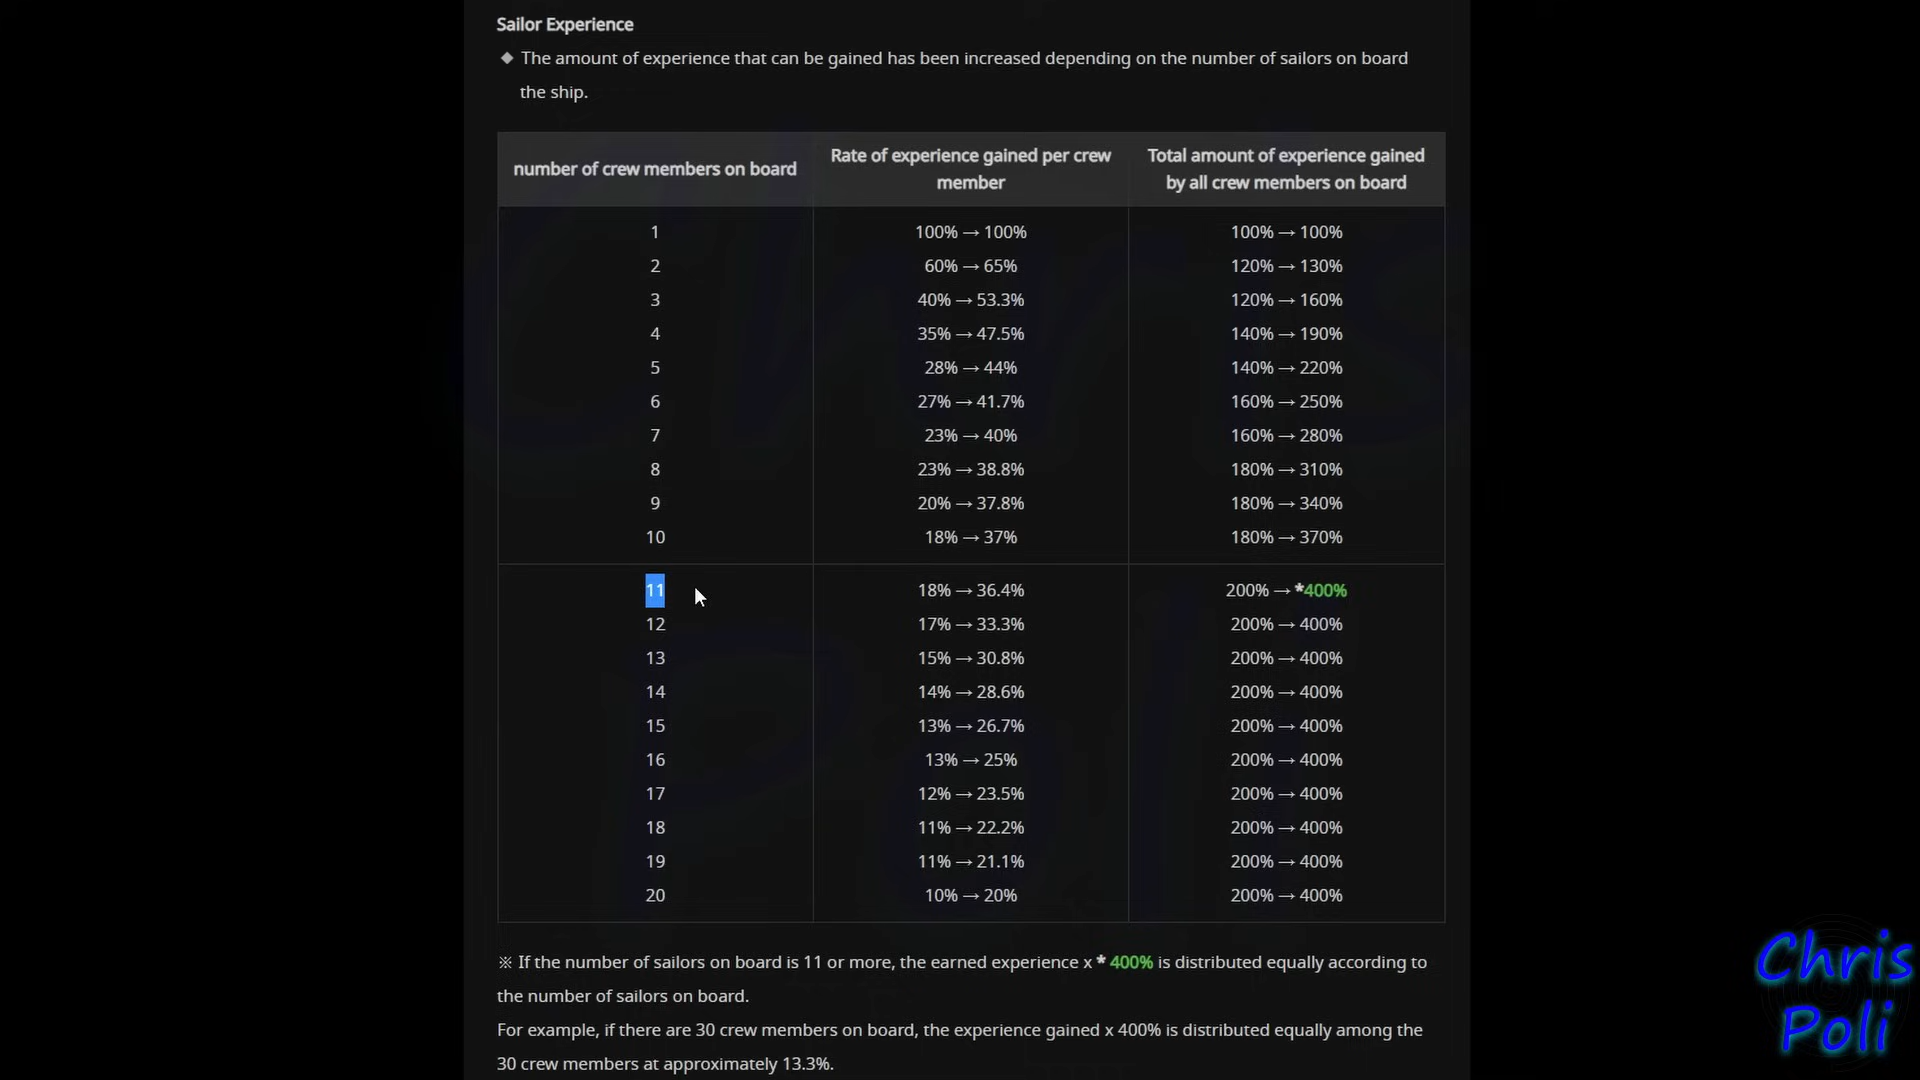 Sailor Experience
◆ The amount of experience that can be gained has been increased depending on the number of sailors on board
the ship.
number of crew members on board Rate of experience gained per crew member Total amount of experience gained by all crew members on board
1 100% → 100% 100% → 100%
2 60% → 65% 120% → 130%
3 40% → 53.3% 120% → 160%
4 35% → 47.5% 140% → 190%
5 28% → 44% 140% → 220%
6 27% → 41.7% 160% → 250%
7 23% → 40% 160% → 280%
8 23% → 38.8% 180% → 310%
9 20% → 37.8% 180% → 340%
10 18% → 37% 180% → 370%
11 18% → 36.4% 200% → *400%
12 17% → 33.3% 200% → 400%
13 15% → 30.8% 200% → 400%
14 14% → 28.6% 200% → 400%
15 13% → 26.7% 200% → 400%
16 13% → 25% 200% → 400%
17 12% → 23.5% 200% → 400%
18 11% → 22.2% 200% → 400%
19 11% → 21.1% 200% → 400%
20 10% → 20% 200% → 400%
※ If the number of sailors on board is 11 or more, the earned experience x * 400% is distributed equally according to
the number of sailors on board.
For example, if there are 30 crew members on board, the experience gained x 400% is distributed equally among the
30 crew members at approximately 13.3%.
Chris
Poli